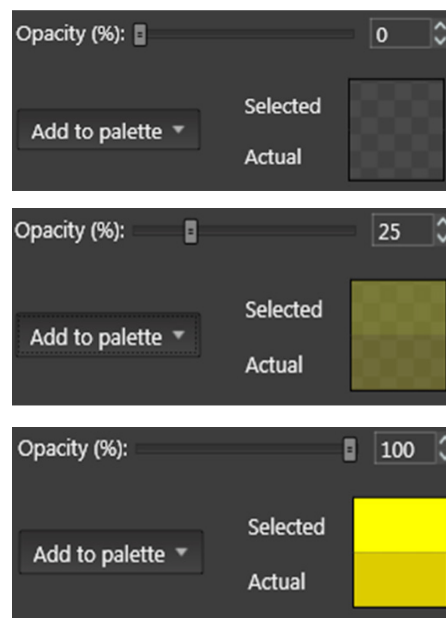 Opacity (%): 0
Selected
Add to palette
Actual
Opacity (%): 25
Selected
Add to palette
Actual
Opacity (%): 100
Selected
Add to palette
Actual